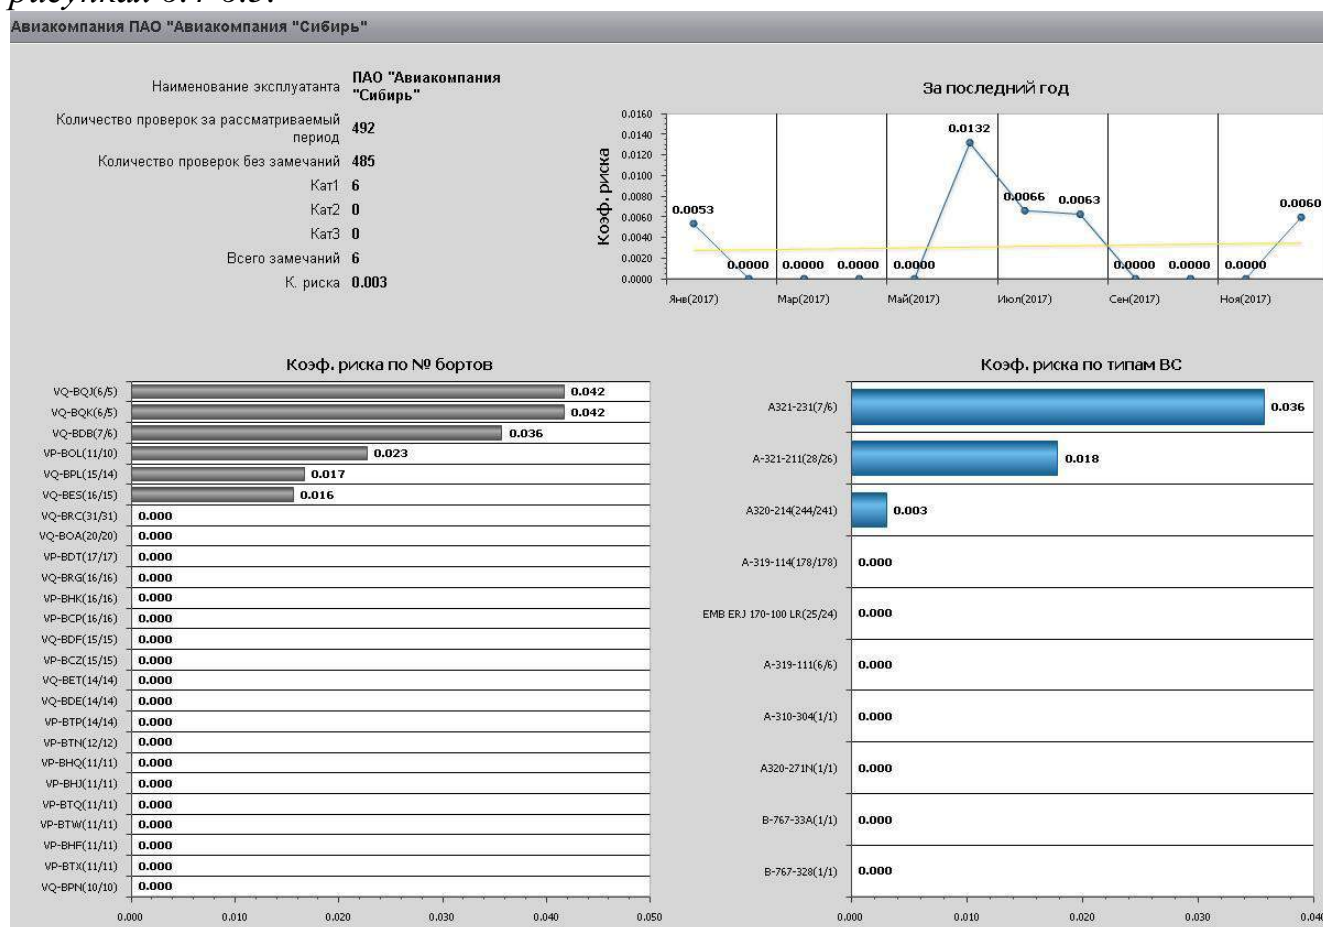 рисунках 6.4-6.5.
Авиакомпания ПАО "Авиакомпания "Сибирь"
Наименование эксплуатанта ПАО "Авиакомпания
"Сибирь"
Количество проверок за рассматриваемый
период 492
Количество проверок без замечаний 485
Кат1 6
Кат2 0
Кат3 0
Всего замечаний 6
К. риска 0.003
За последний год
Коэф. риска
0.0160
0.0140
0.0120
0.0100
0.0080
0.0060
0.0040
0.0020
0.0000
0.0053
0.0000
0.0000
0.0000
0.0000
0.0132
0.0066
0.0063
0.0000
0.0000
0.0000
0.0060
Янв(2017) Мар(2017) Май(2017) Июл(2017) Сен(2017) Ноя(2017)
Коэф. риска по № бортов
VQ-BQJ(6/5) 0.042
VQ-BQK(6/5) 0.042
VQ-BDB(7/6) 0.036
VP-BOL(11/10) 0.023
VQ-BPL(15/14) 0.017
VQ-BES(16/15) 0.016
VQ-BRC(31/31) 0.000
VQ-BOA(20/20) 0.000
VP-BDT(17/17) 0.000
VQ-BRG(16/16) 0.000
VP-BHK(16/16) 0.000
VP-BCP(16/16) 0.000
VQ-BDF(15/15) 0.000
VP-BCZ(15/15) 0.000
VQ-BET(14/14) 0.000
VQ-BDE(14/14) 0.000
VP-BTP(14/14) 0.000
VP-BTN(12/12) 0.000
VP-BHQ(11/11) 0.000
VP-BHJ(11/11) 0.000
VP-BTQ(11/11) 0.000
VP-BTW(11/11) 0.000
VP-BHF(11/11) 0.000
VP-BTX(11/11) 0.000
VQ-BPN(10/10) 0.000
0.000 0.010 0.020 0.030 0.040 0.050
Коэф. риска по типам ВС
A321-231(7/6) 0.036
A-321-211(28/26) 0.018
A320-214(244/241) 0.003
A-319-114(178/178) 0.000
EMB ERJ 170-100 LR(25/24) 0.000
A-319-111(6/6) 0.000
A-310-304(1/1) 0.000
A320-271N(1/1) 0.000
B-767-33A(1/1) 0.000
B-767-328(1/1) 0.000
0.000 0.010 0.020 0.030 0.040